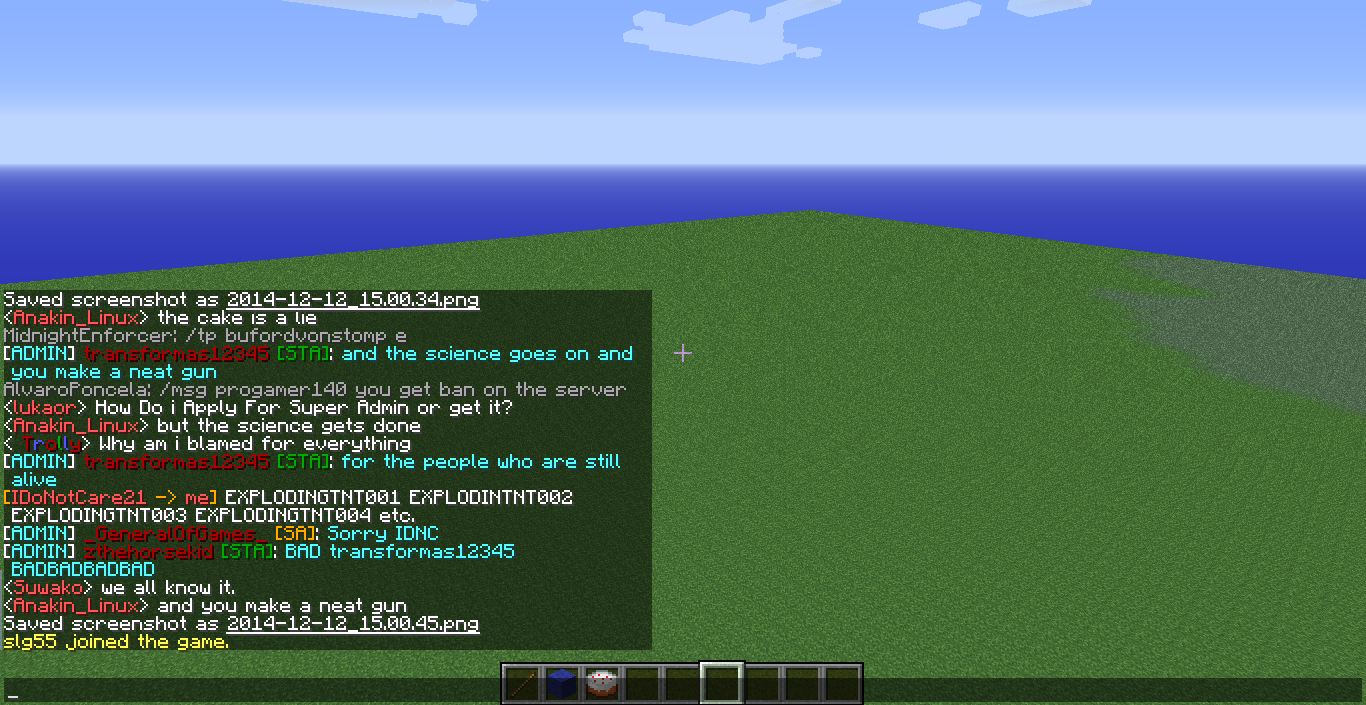 Saved screenshot as 2014-12-12_15.00.34.png
<Anakin_Linux> the cake is a lie
MidnightEnforcer: /tp bufordvonstomp e
[ADMIN] transformas12345 [STA]: and the science goes on and
you make a neat gun
AlvaroPoncela: /msg progamer140 you get ban on the server
<lukaor> How Do i Apply For Super Admin or get it?
<Anakin_Linux> but the science gets done
< Trolly> Why am i blamed for everything
[ADMIN] transformas12345 [STA]: for the people who are still
alive
[IDoNotCare21 -> me] EXPLODINGTNT001 EXPLODINTNT002
EXPLODINGTNT003 EXPLODINGTNT004 etc.
[ADMIN] _GeneralOfGames_ [SA]: Sorry IDNC
[ADMIN] zthehorsekid [STA]: BAD transformas12345
BADBADBADBAD
<Suwako> we all know it.
<Anakin_Linux> and you make a neat gun
Saved screenshot as 2014-12-12_15.00.45.png
slg55 joined the game.
_